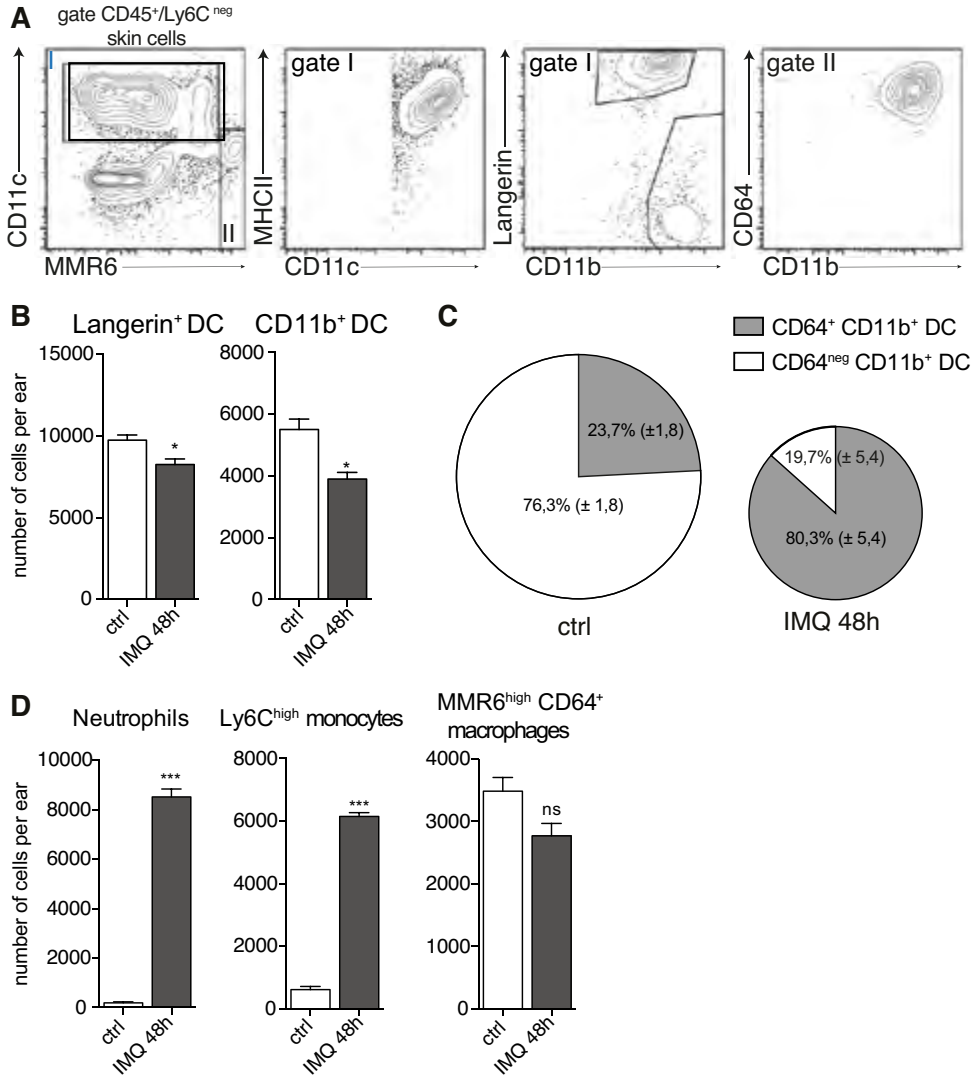 A
gate CD45⁺/Ly6C ⁿᵉᵍ
skin cells
I
II
CD11c
MMR6
gate I
MHCII
CD11c
gate I
Langerin
CD11b
gate II
CD64
CD11b
B
Langerin⁺ DC
number of cells per ear
15000
10000
5000
0
*
ctrl
IMQ 48h
CD11b⁺ DC
8000
6000
4000
2000
0
*
ctrl
IMQ 48h
C
CD64⁺ CD11b⁺ DC
CD64ⁿᵉᵍ CD11b⁺ DC
23,7% (±1,8)
76,3% (± 1,8)
ctrl
19,7% (± 5,4)
80,3% (± 5,4)
IMQ 48h
D
Neutrophils
number of cells per ear
10000
8000
6000
4000
2000
0
***
ctrl
IMQ 48h
Ly6Cʰⁱᵍʰ monocytes
8000
6000
4000
2000
0
***
ctrl
IMQ 48h
MMR6ʰⁱᵍʰ CD64⁺
macrophages
4000
3000
2000
1000
0
ns
ctrl
IMQ 48h